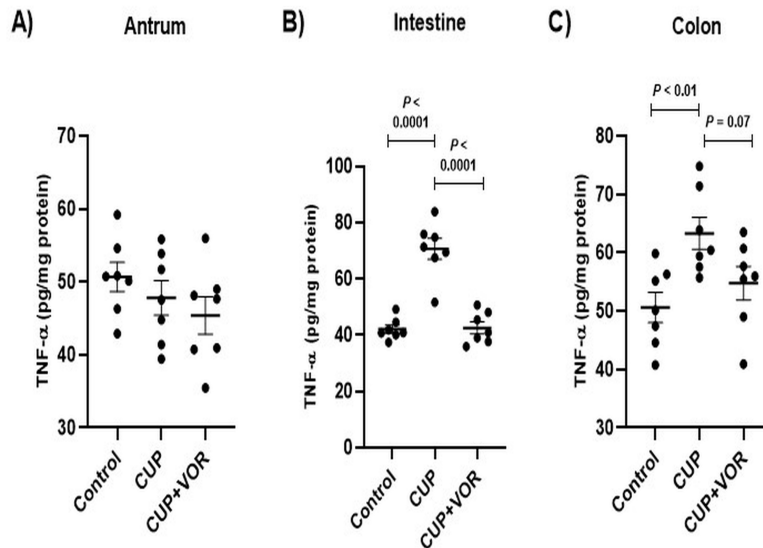 A)
Antrum
TNF-α (pg/mg protein)
70
60
50
40
30
Control
CUP
CUP+VOR
B)
Intestine
P <
0.0001
P <
0.0001
TNF-α (pg/mg protein)
100
80
60
40
20
0
Control
CUP
CUP+VOR
C)
Colon
P < 0.01
P = 0.07
TNF-α (pg/mg protein)
80
70
60
50
40
30
Control
CUP
CUP+VOR